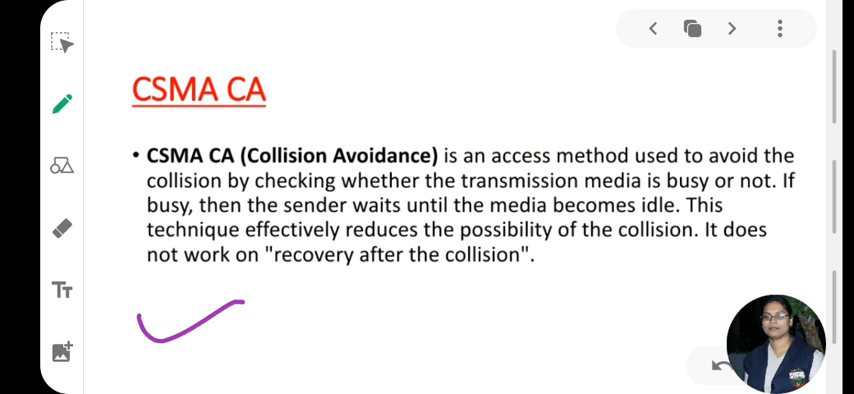 CSMA CA
• CSMA CA (Collision Avoidance) is an access method used to avoid the
collision by checking whether the transmission media is busy or not. If
busy, then the sender waits until the media becomes idle. This
technique effectively reduces the possibility of the collision. It does
not work on "recovery after the collision".
TT